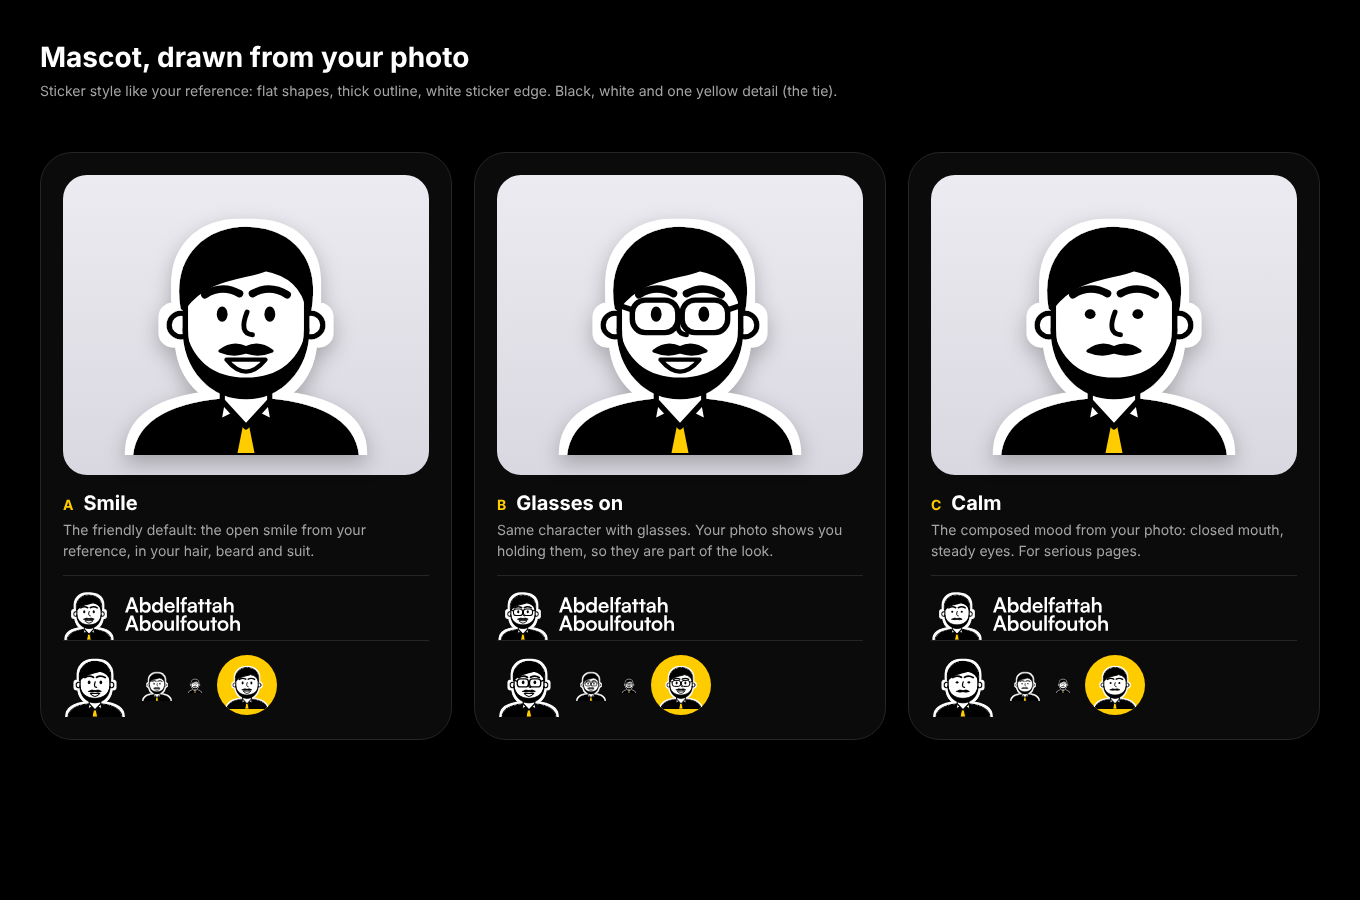 Mascot, drawn from your photo
Sticker style like your reference: flat shapes, thick outline, white sticker edge. Black, white and one yellow detail (the tie).
A Smile
The friendly default: the open smile from your
reference, in your hair, beard and suit.
Abdelfattah
Aboulfoutoh
B Glasses on
Same character with glasses. Your photo shows you
holding them, so they are part of the look.
Abdelfattah
Aboulfoutoh
C Calm
The composed mood from your photo: closed mouth,
steady eyes. For serious pages.
Abdelfattah
Aboulfoutoh